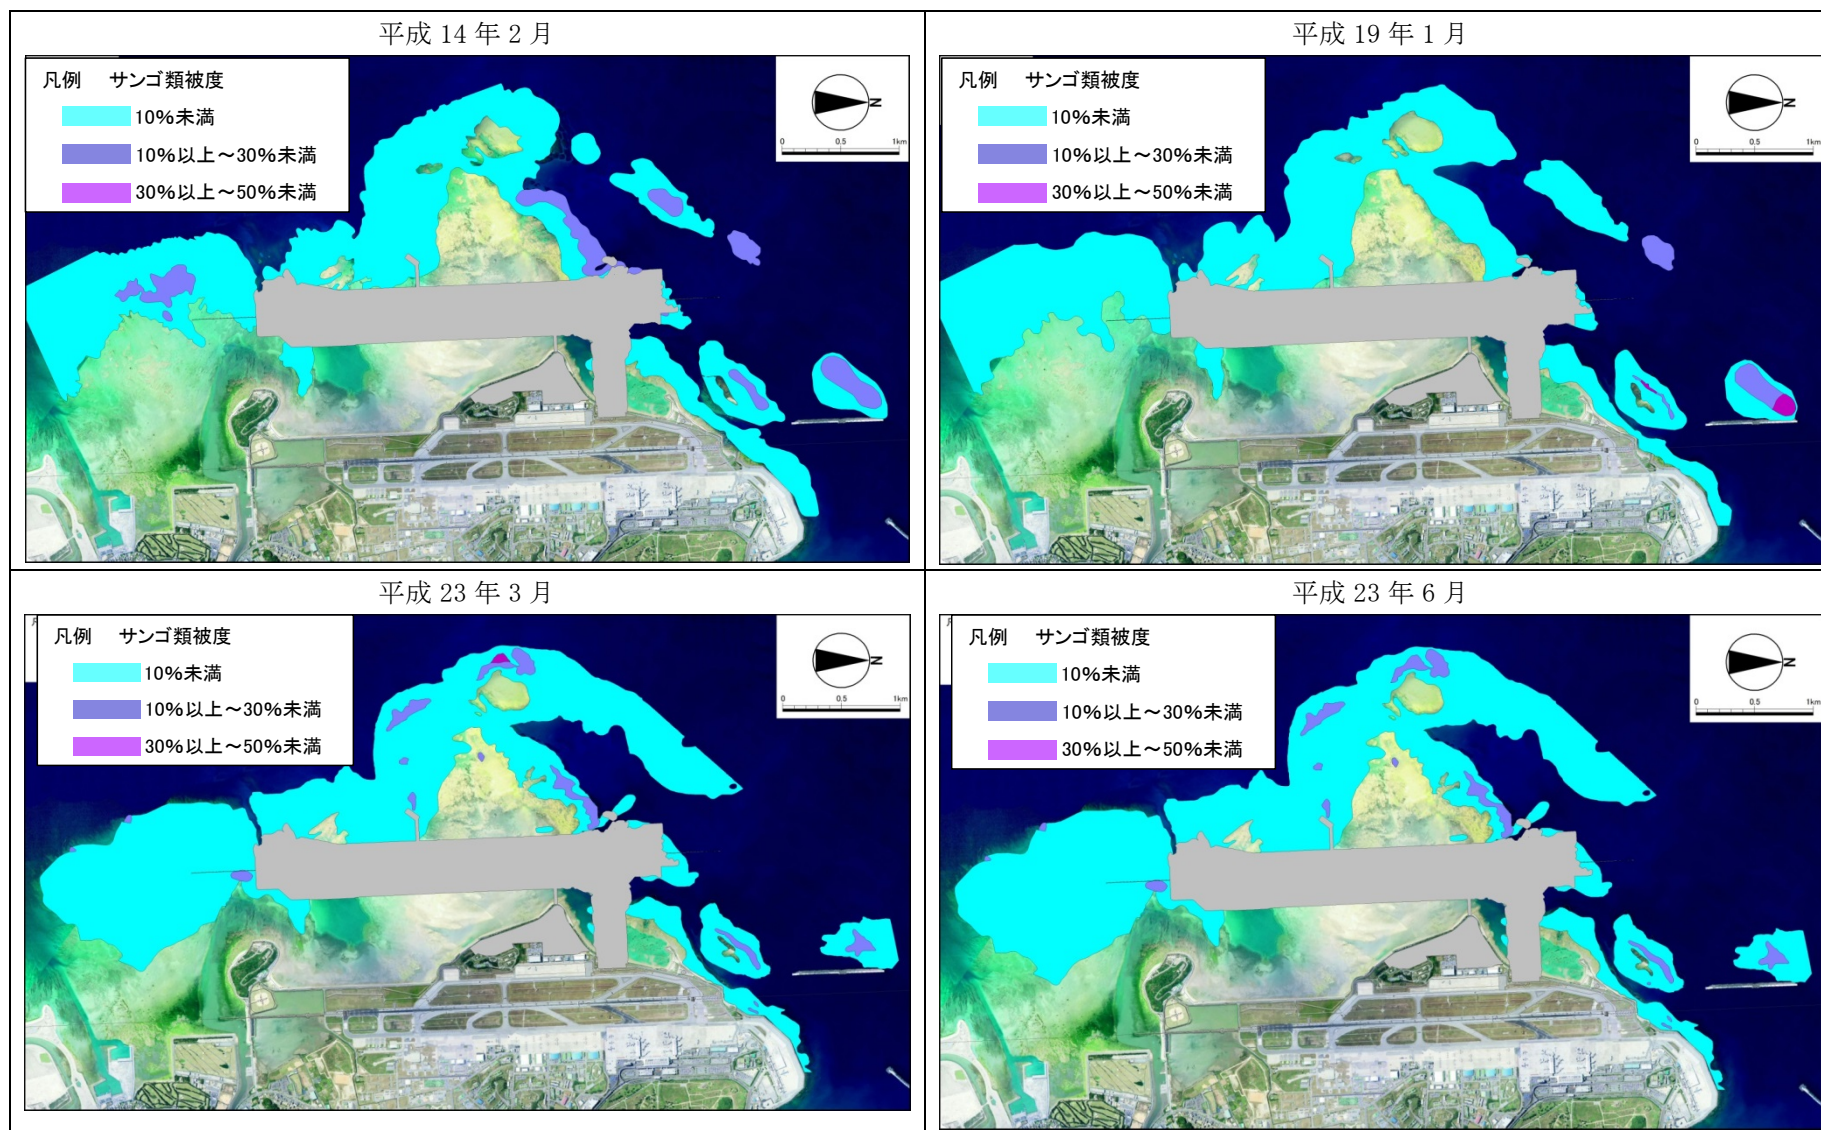 平成 14 年 2 月
凡例 サンゴ類被度
10%未満
10%以上～30%未満
30%以上～50%未満
N
0 0.5 1km
平成 19 年 1 月
凡例 サンゴ類被度
10%未満
10%以上～30%未満
30%以上～50%未満
N
0 0.5 1km
平成 23 年 3 月
凡例 サンゴ類被度
10%未満
10%以上～30%未満
30%以上～50%未満
N
0 0.5 1km
平成 23 年 6 月
凡例 サンゴ類被度
10%未満
10%以上～30%未満
30%以上～50%未満
N
0 0.5 1km